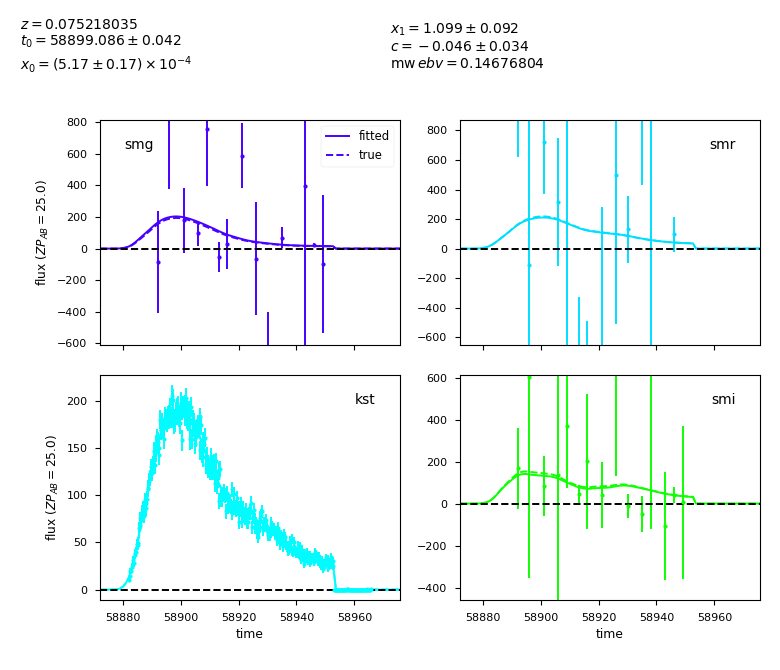 z = 0.075218035
t₀ = 58899.086 ± 0.042
x₀ = (5.17 ± 0.17) × 10⁻⁴
x₁ = 1.099 ± 0.092
c = −0.046 ± 0.034
mw ebv = 0.14676804
800
600
400
200
0
−200
−400
−600
flux (ZP_AB = 25.0)
smg
fitted
true
800
600
400
200
0
−200
−400
−600
smr
200
150
100
50
0
flux (ZP_AB = 25.0)
kst
58880 58900 58920 58940 58960
time
600
400
200
0
−200
−400
smi
58880 58900 58920 58940 58960
time